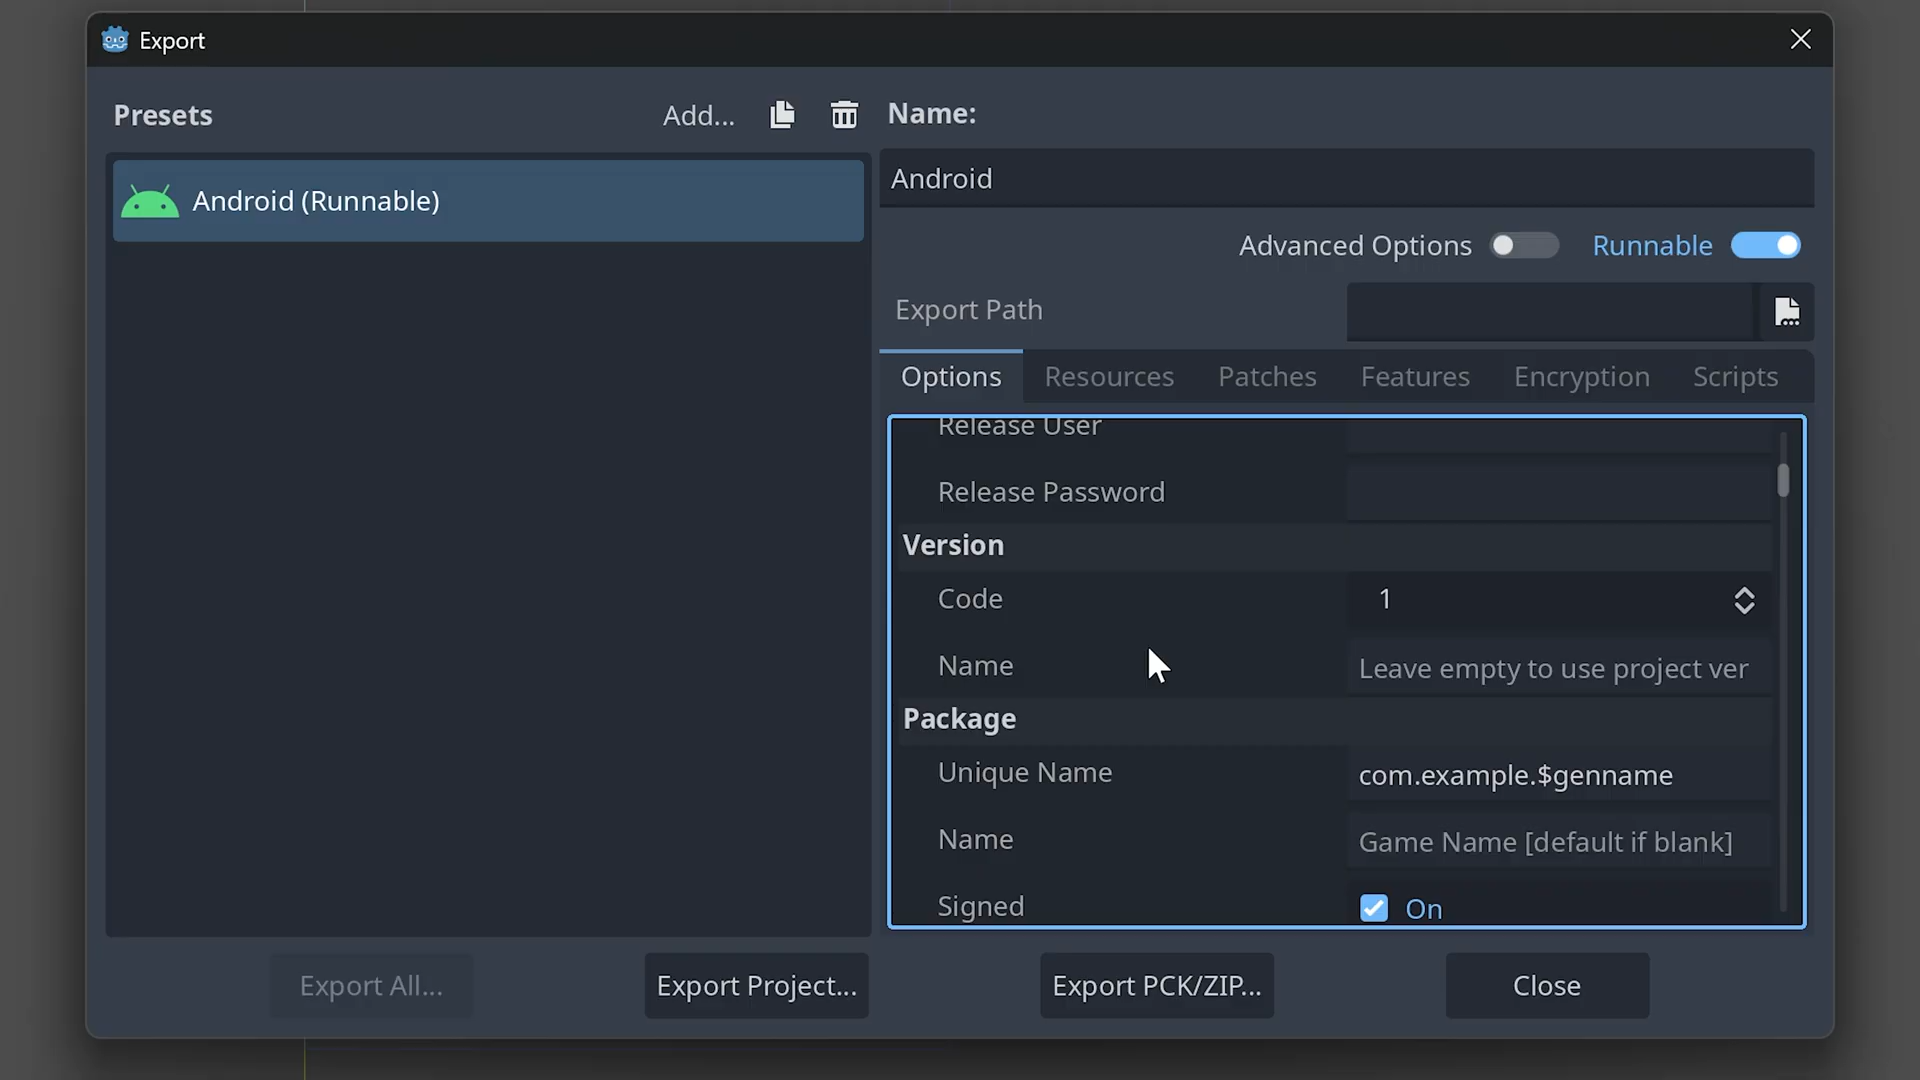 Export
Presets
Add...
Name:
Android (Runnable)
Android
Advanced Options
Runnable
Export Path
Options
Resources
Patches
Features
Encryption
Scripts
Release User
Release Password
Version
Code
1
Name
Leave empty to use project ver
Package
Unique Name
com.example.$genname
Name
Game Name [default if blank]
Signed
On
Export All...
Export Project...
Export PCK/ZIP...
Close